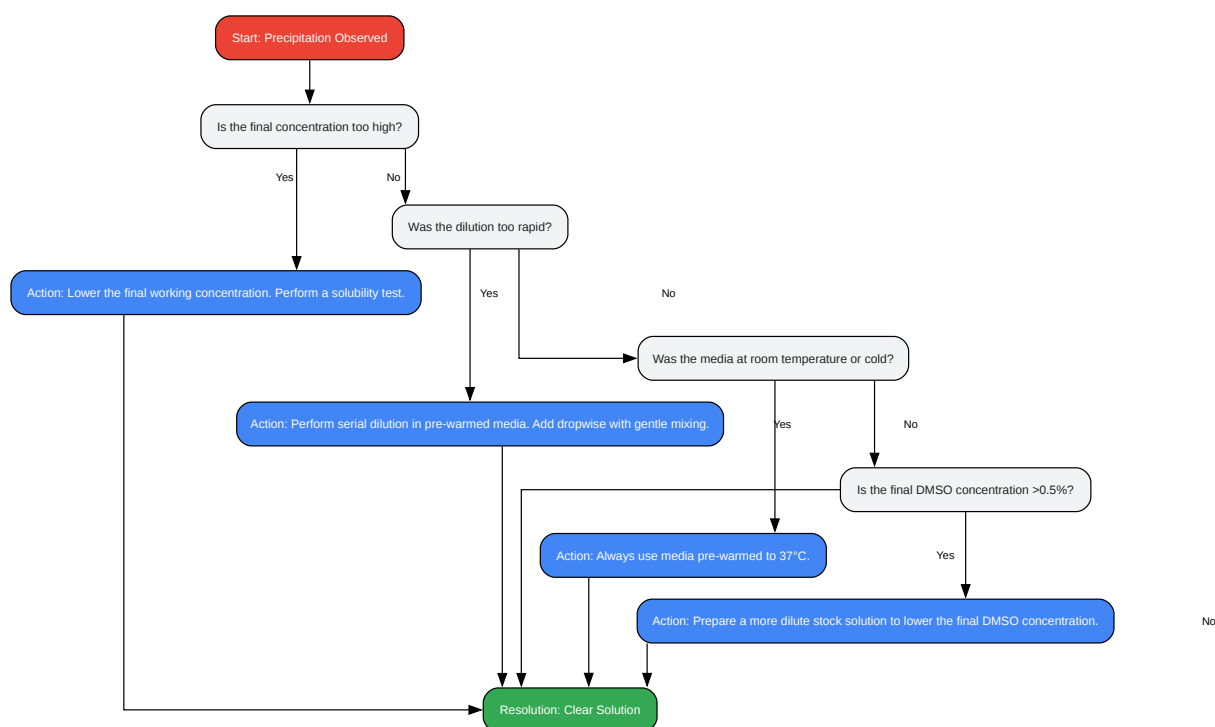 Start: Precipitation Observed
Is the final concentration too high?
Yes
No
Was the dilution too rapid?
Action: Lower the final working concentration. Perform a solubility test.
Yes
No
Was the media at room temperature or cold?
Action: Perform serial dilution in pre-warmed media. Add dropwise with gentle mixing.
Yes
No
Is the final DMSO concentration >0.5%?
Action: Always use media pre-warmed to 37°C.
Yes
Action: Prepare a more dilute stock solution to lower the final DMSO concentration.
No
Resolution: Clear Solution